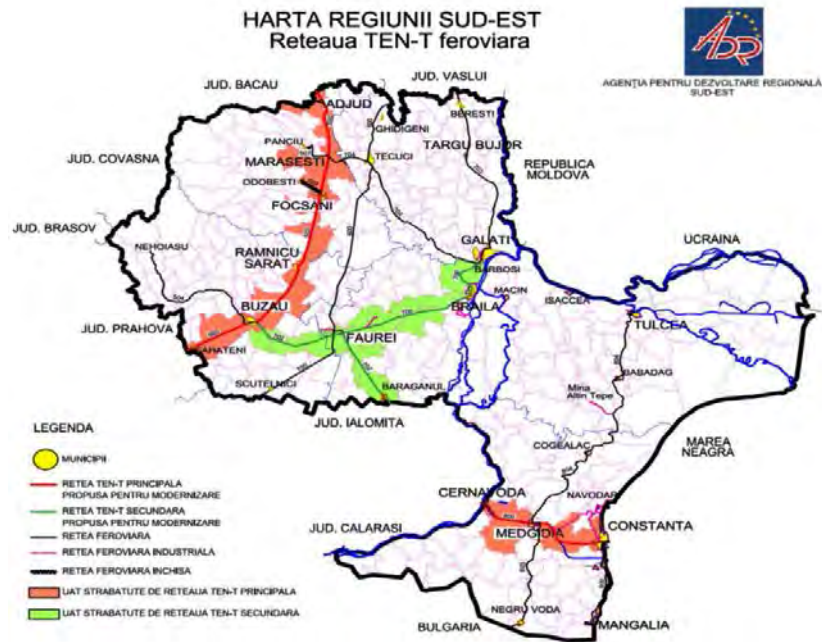 HARTA REGIUNII SUD-EST
Reteaua TEN-T feroviara
ADR
AGENȚIA PENTRU DEZVOLTARE REGIONALĂ
SUD-EST
JUD. BACAU
JUD. VASLUI
ADJUD
GHIDIGENI
BERESTI
PANCIU
TARGU BUJOR
JUD. COVASNA
MARASESTI
TECUCI
REPUBLICA
MOLDOVA
ODOBESTI
FOCSANI
JUD. BRASOV
NEHOIASU
GALATI
UCRAINA
RAMNICU
SARAT
BARBOSI
MACIN
ISACCEA
BUZAU
BRAILA
JUD. PRAHOVA
FAUREI
TULCEA
SCUTELNICI
BARAGANUL
BABADAG
Mina
Altin Tepe
JUD. IALOMITA
LEGENDA
MUNICIPII
COGEALAC
MAREA
NEAGRĂ
RETEA TEN-T PRINCIPALA
PROPUSA PENTRU MODERNIZARE
CERNAVODA
NAVODARI
RETEA TEN-T SECUNDARA
PROPUSA PENTRU MODERNIZARE
JUD. CALARASI
MEDGIDIA
CONSTANTA
RETEA FEROVIARA
RETEA FEROVIARA INDUSTRIALA
RETEA FEROVIARA INCHISA
UAT STRABATUTE DE RETEAUA TEN-T PRINCIPALA
UAT STRABATUTE DE RETEAUA TEN-T SECUNDARA
NEGRU VODA
BULGARIA
MANGALIA